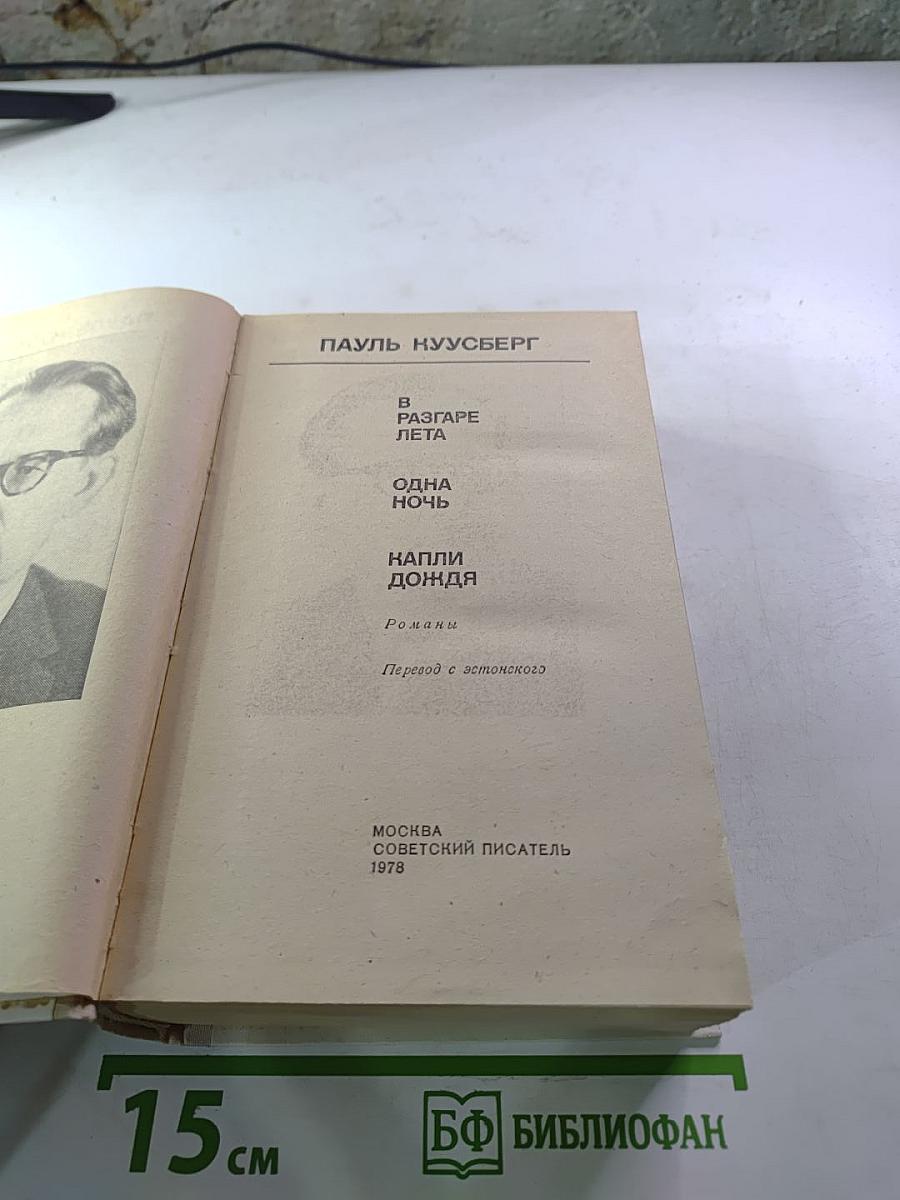 ПАУЛЬ КУУСБЕРГ
В
РАЗГАРЕ
ЛЕТА
ОДНА
НОЧЬ
КАПЛИ
ДОЖДЯ
Романы
Перевод с эстонского
МОСКВА
СОВЕТСКИЙ ПИСАТЕЛЬ
1978
15 см
БФ БИБЛИОФАН